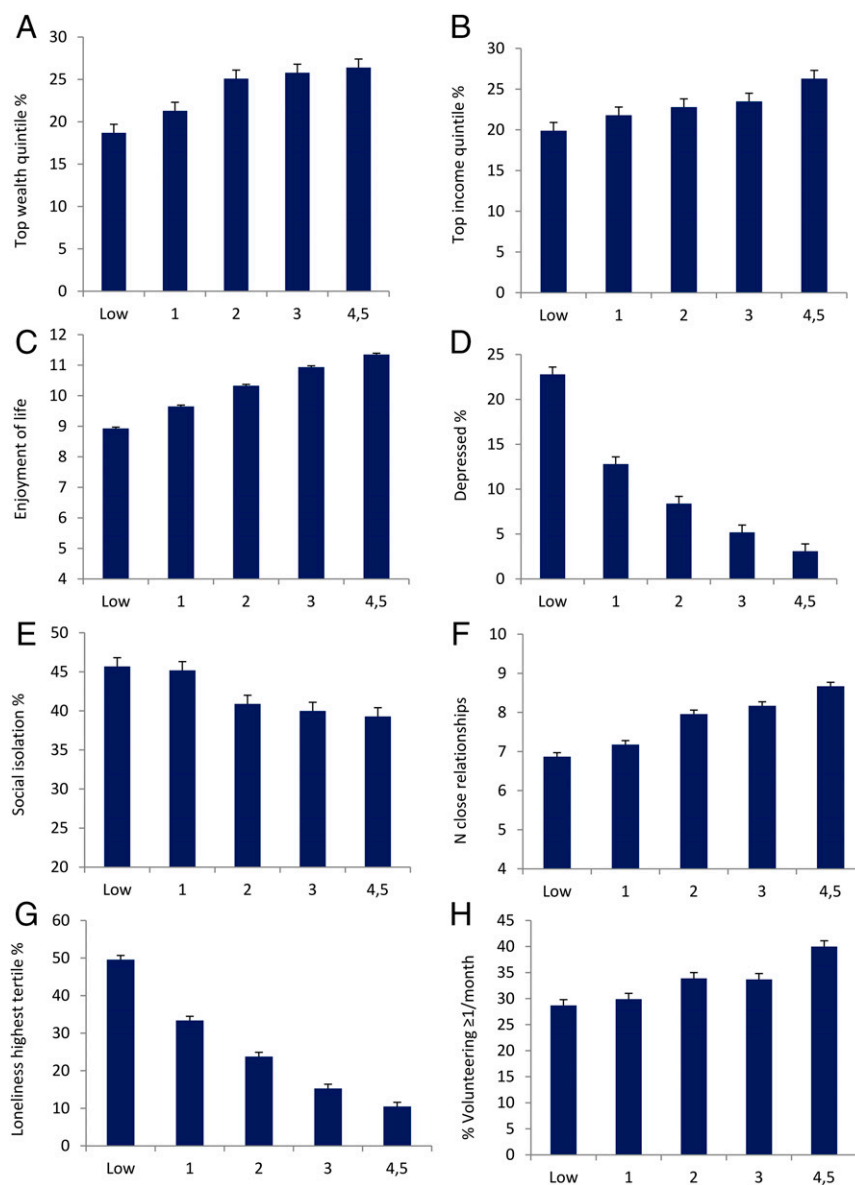 A
Top wealth quintile %
30
25
20
15
10
5
0
Low 1 2 3 4,5
B
Top income quintile %
30
25
20
15
10
5
0
Low 1 2 3 4,5
C
Enjoyment of life
12
11
10
9
8
7
6
5
4
Low 1 2 3 4,5
D
Depressed %
25
20
15
10
5
0
Low 1 2 3 4,5
E
Social isolation %
50
45
40
35
30
25
20
Low 1 2 3 4,5
F
N close relationships
10
9
8
7
6
5
4
Low 1 2 3 4,5
G
Loneliness highest tertile %
60
50
40
30
20
10
0
Low 1 2 3 4,5
H
% Volunteering ≥1/month
45
40
35
30
25
20
15
10
5
0
Low 1 2 3 4,5